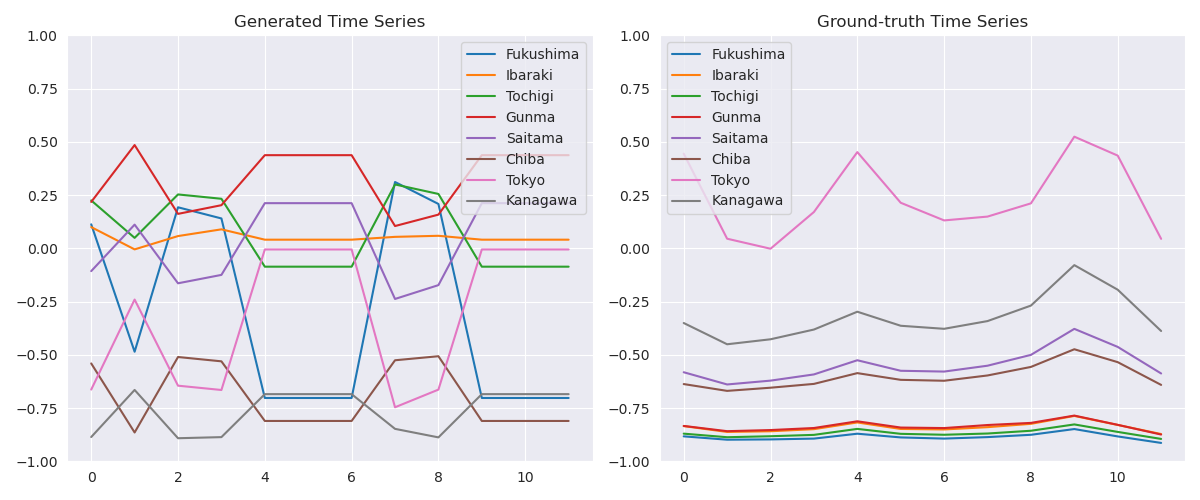 Generated Time Series
1.00
0.75
0.50
0.25
0.00
−0.25
−0.50
−0.75
−1.00
0
2
4
6
8
10
Fukushima
Ibaraki
Tochigi
Gunma
Saitama
Chiba
Tokyo
Kanagawa
Ground-truth Time Series
1.00
0.75
0.50
0.25
0.00
−0.25
−0.50
−0.75
−1.00
0
2
4
6
8
10
Fukushima
Ibaraki
Tochigi
Gunma
Saitama
Chiba
Tokyo
Kanagawa